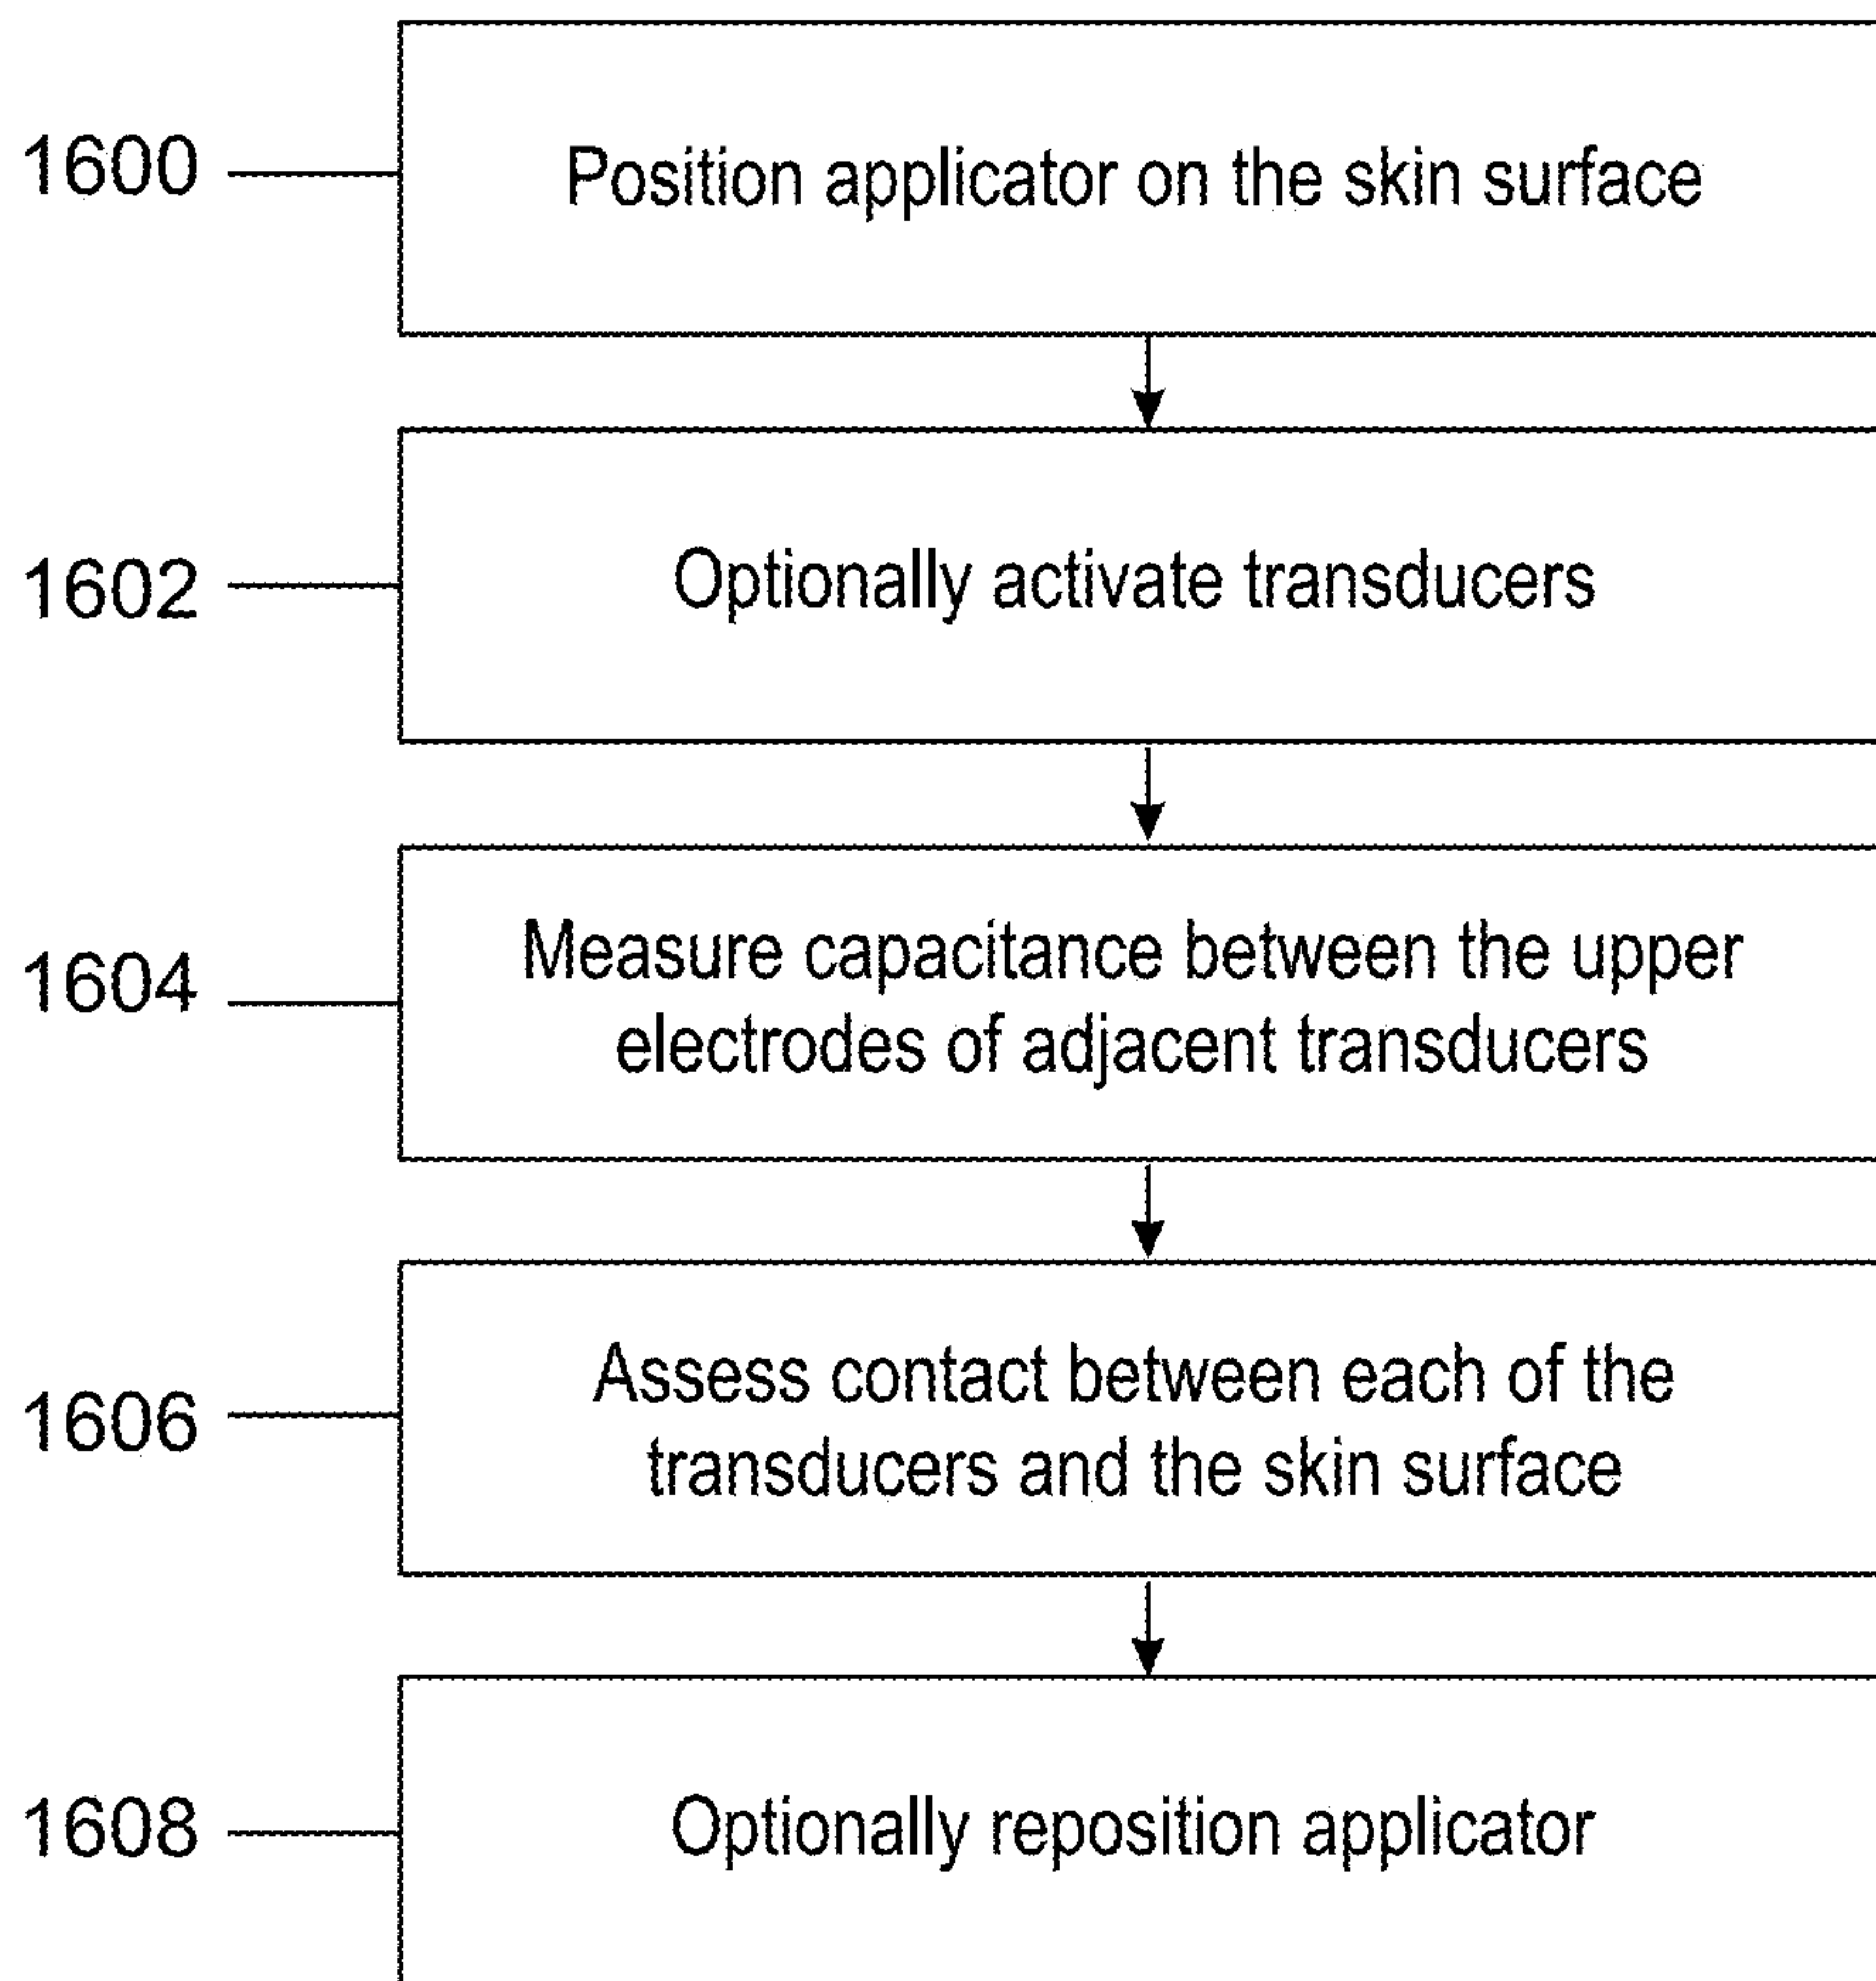 1600
Position applicator on the skin surface
1602
Optionally activate transducers
1604
Measure capacitance between the upper
electrodes of adjacent transducers
1606
Assess contact between each of the
transducers and the skin surface
1608
Optionally reposition applicator